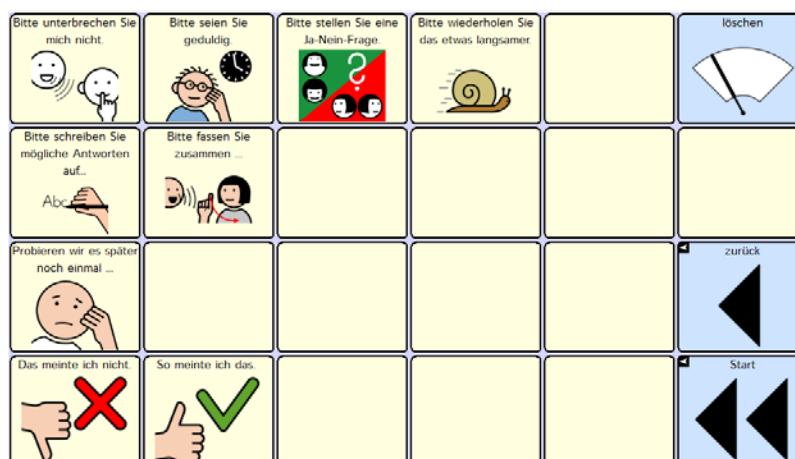 Bitte unterbrechen Sie
mich nicht.
Bitte seien Sie
geduldig.
Bitte stellen Sie eine
Ja-Nein-Frage.
?
Bitte wiederholen Sie
das etwas langsamer.
löschen
Bitte schreiben Sie
mögliche Antworten
auf...
Abc
Bitte fassen Sie
zusammen ...
Probieren wir es später
noch einmal ...
zurück
Das meinte ich nicht.
So meinte ich das.
Start